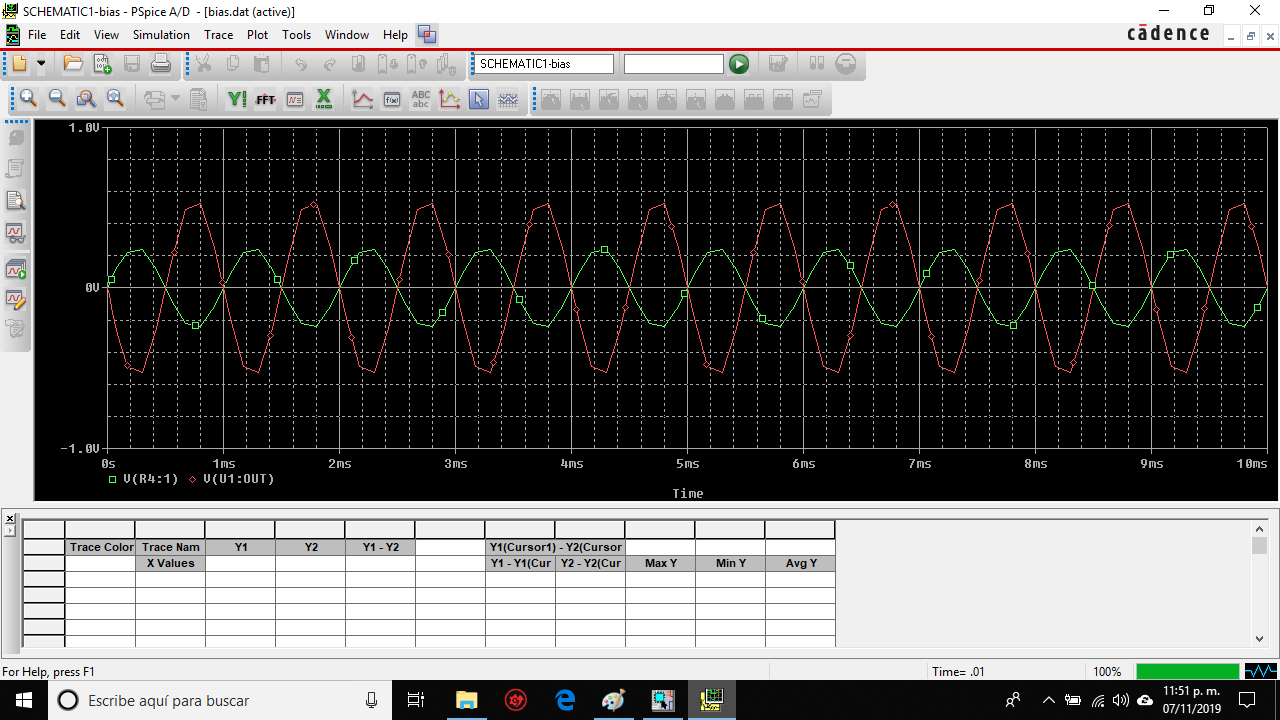 SCHEMATIC1-bias - PSpice A/D - [bias.dat (active)]
File Edit View Simulation Trace Plot Tools Window Help
cādence
SCHEMATIC1-bias
FFT
ABC
abc
1.0V
0V
-1.0V
0s 1ms 2ms 3ms 4ms 5ms 6ms 7ms 8ms 9ms 10ms
V(R4:1) V(U1:OUT)
Time
Trace Color Trace Nam Y1 Y2 Y1 - Y2 Y1(Cursor1) - Y2(Cursor
X Values Y1 - Y1(Cur Y2 - Y2(Cur Max Y Min Y Avg Y
For Help, press F1 Time= .01 100%
Escribe aquí para buscar
11:51 p. m.
07/11/2019